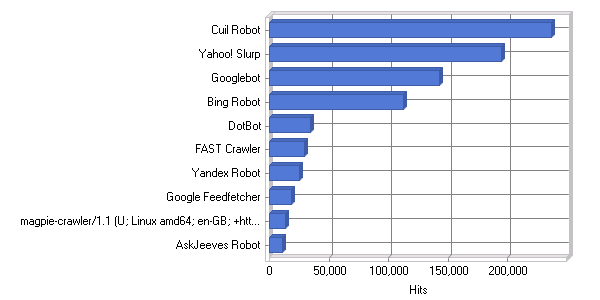 Cuil Robot
Yahoo! Slurp
Googlebot
Bing Robot
DotBot
FAST Crawler
Yandex Robot
Google Feedfetcher
magpie-crawler/1.1 (U; Linux amd64; en-GB; +htt...
AskJeeves Robot
0 50,000 100,000 150,000 200,000
Hits